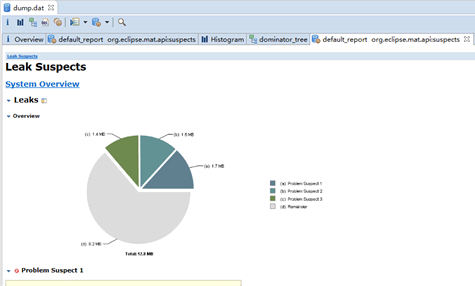 dump.dat
Overview
default_report org.eclipse.mat.api:suspects
Histogram
dominator_tree
default_report org.eclipse.mat.api:suspects
Leak Suspects
Leak Suspects
System Overview
Leaks
Overview
(c) 1.4 MB
(b) 1.5 MB
(a) 1.7 MB
(d) 8.2 MB
Total: 12.8 MB
(a) Problem Suspect 1
(b) Problem Suspect 2
(c) Problem Suspect 3
(d) Remainder
Problem Suspect 1